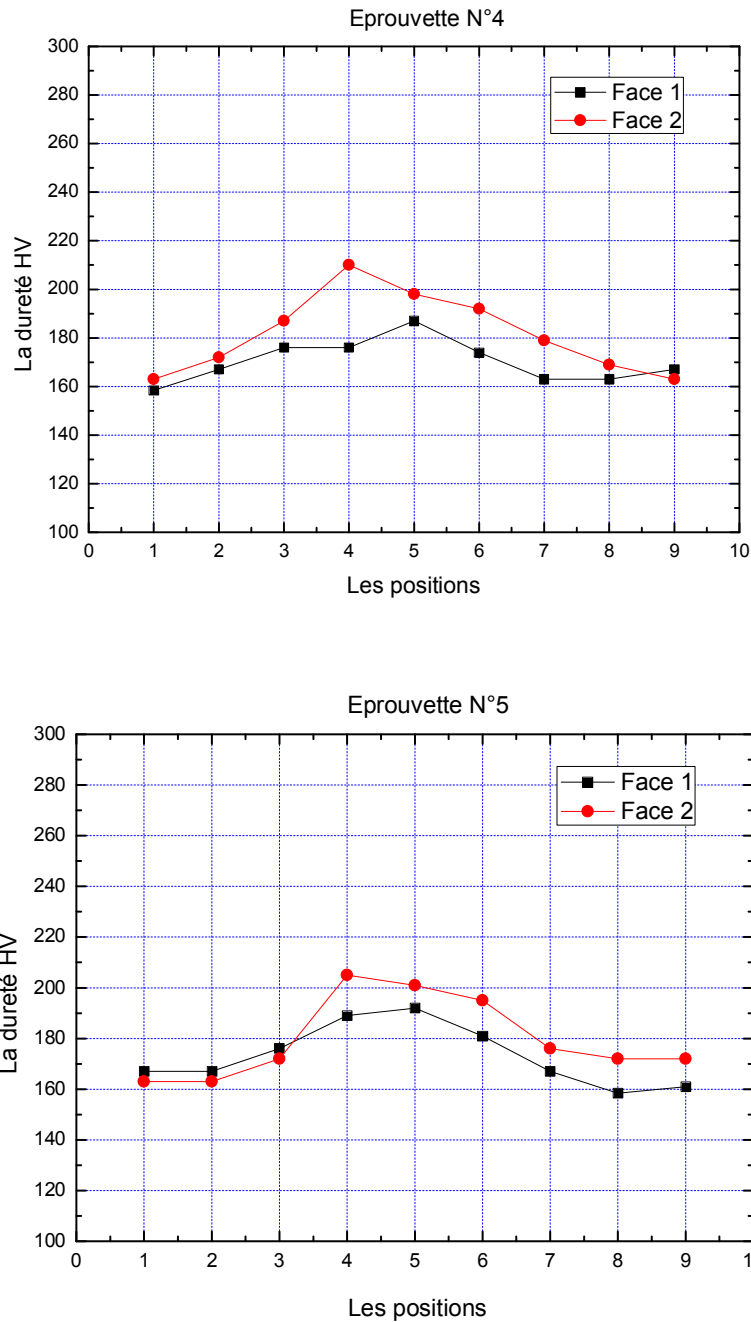 Eprouvette N°4
300
280
260
240
220
200
180
160
140
120
100
La dureté HV
Face 1
Face 2
0 1 2 3 4 5 6 7 8 9 10
Les positions
Eprouvette N°5
300
280
260
240
220
200
180
160
140
120
100
La dureté HV
Face 1
Face 2
0 1 2 3 4 5 6 7 8 9 1
Les positions